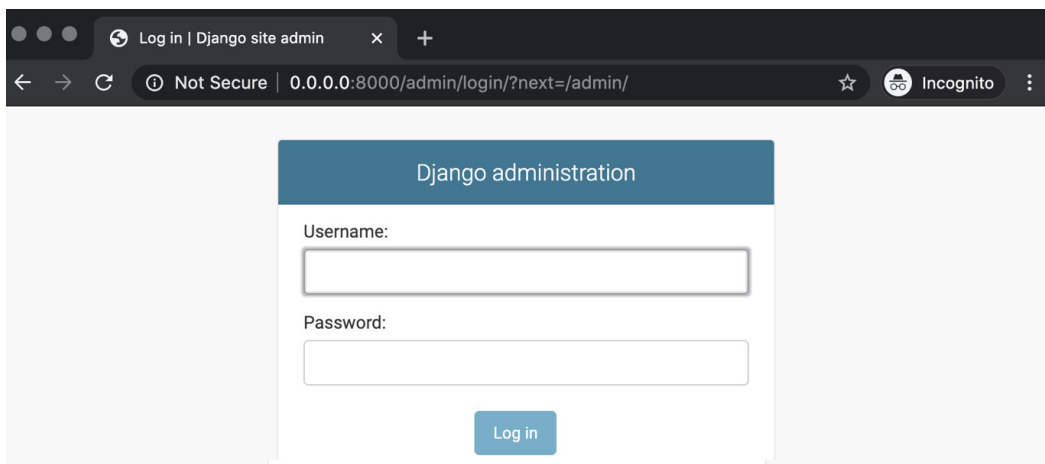 Log in | Django site admin
Not Secure | 0.0.0.0:8000/admin/login/?next=/admin/
Incognito
Django administration
Username:
Password:
Log in